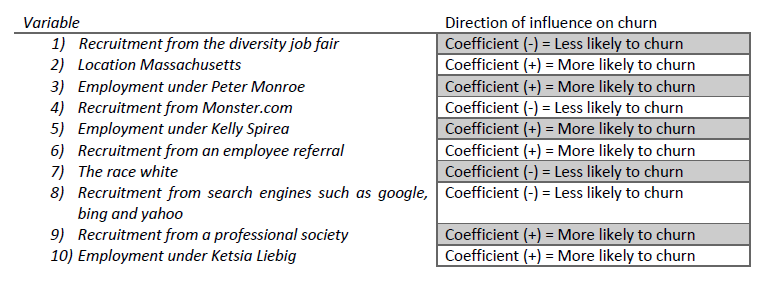 Variable Direction of influence on churn
1) Recruitment from the diversity job fair Coefficient (-) = Less likely to churn
2) Location Massachusetts Coefficient (+) = More likely to churn
3) Employment under Peter Monroe Coefficient (+) = More likely to churn
4) Recruitment from Monster.com Coefficient (-) = Less likely to churn
5) Employment under Kelly Spirea Coefficient (+) = More likely to churn
6) Recruitment from an employee referral Coefficient (+) = More likely to churn
7) The race white Coefficient (-) = Less likely to churn
8) Recruitment from search engines such as google, Coefficient (-) = Less likely to churn
bing and yahoo
9) Recruitment from a professional society Coefficient (+) = More likely to churn
10) Employment under Ketsia Liebig Coefficient (+) = More likely to churn